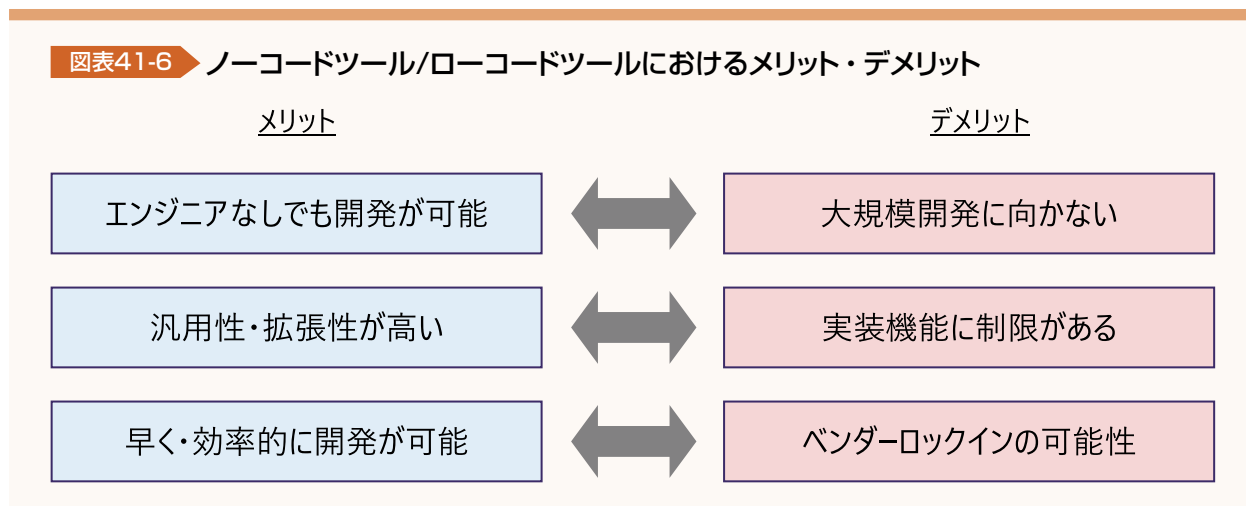 図表41-6 ノーコードツール/ローコードツールにおけるメリット・デメリット
メリット
デメリット
エンジニアなしでも開発が可能
大規模開発に向かない
汎用性・拡張性が高い
実装機能に制限がある
早く・効率的に開発が可能
ベンダーロックインの可能性